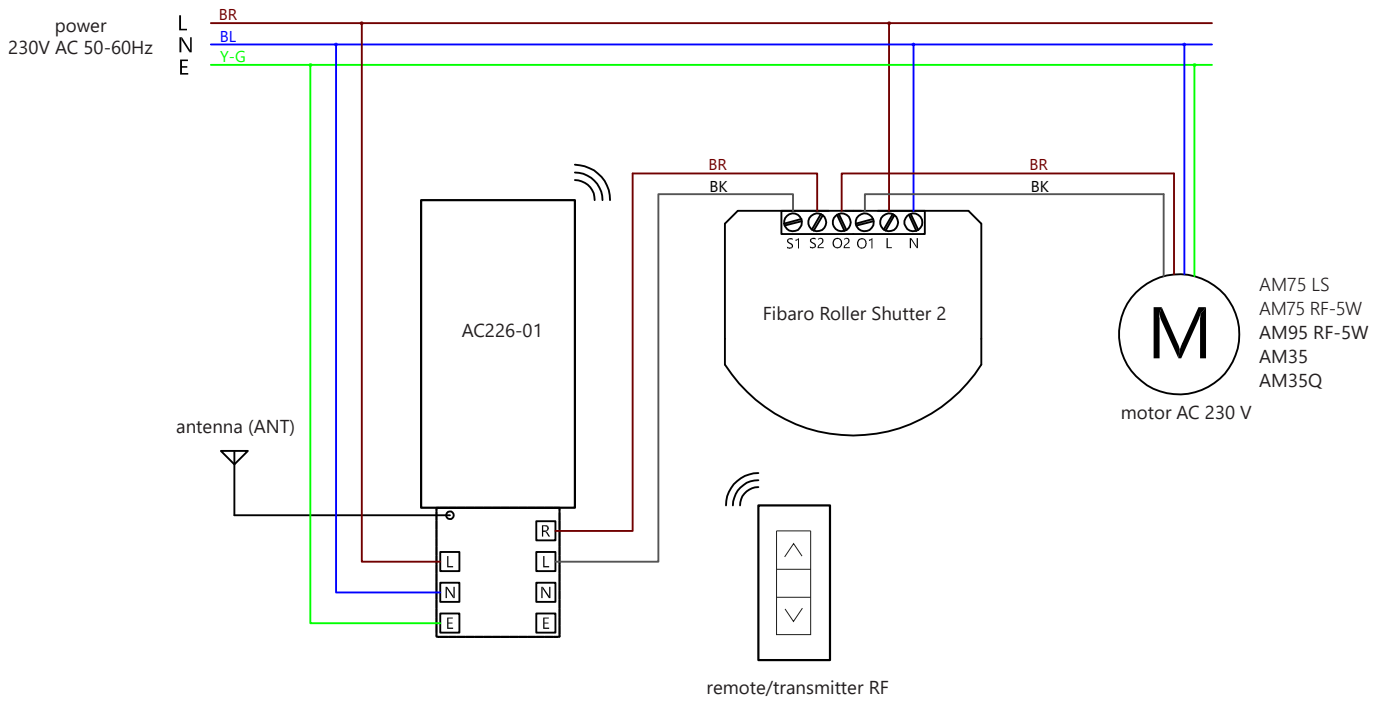 power
230V AC 50-60Hz
L
N
E
BR
BL
Y-G
BR
BK
BR
BK
S1 S2 O2 O1 L N
AC226-01
Fibaro Roller Shutter 2
M
AM75 LS
AM75 RF-5W
AM95 RF-5W
AM35
AM35Q
motor AC 230 V
antenna (ANT)
R
L L
N N
E E
remote/transmitter RF